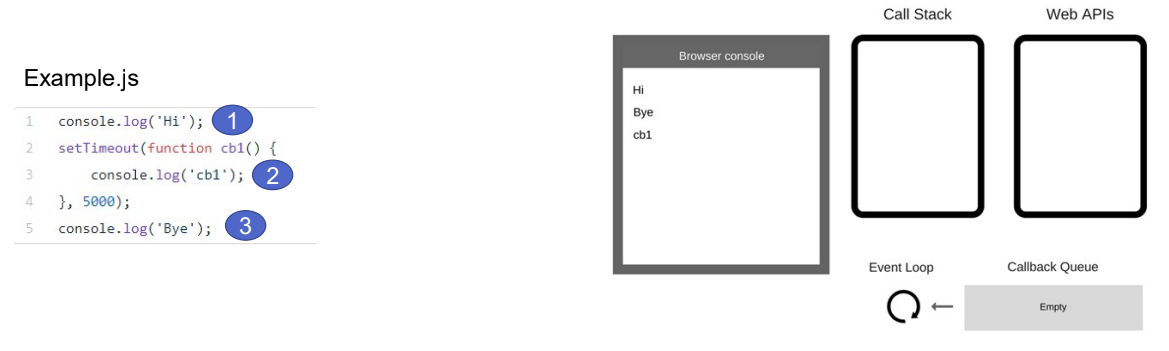 Example.js
1 console.log('Hi'); 1
2 setTimeout(function cb1() {
3 console.log('cb1'); 2
4 }, 5000);
5 console.log('Bye'); 3
Browser console
Hi
Bye
cb1
Call Stack
Web APIs
Event Loop
Callback Queue
Empty